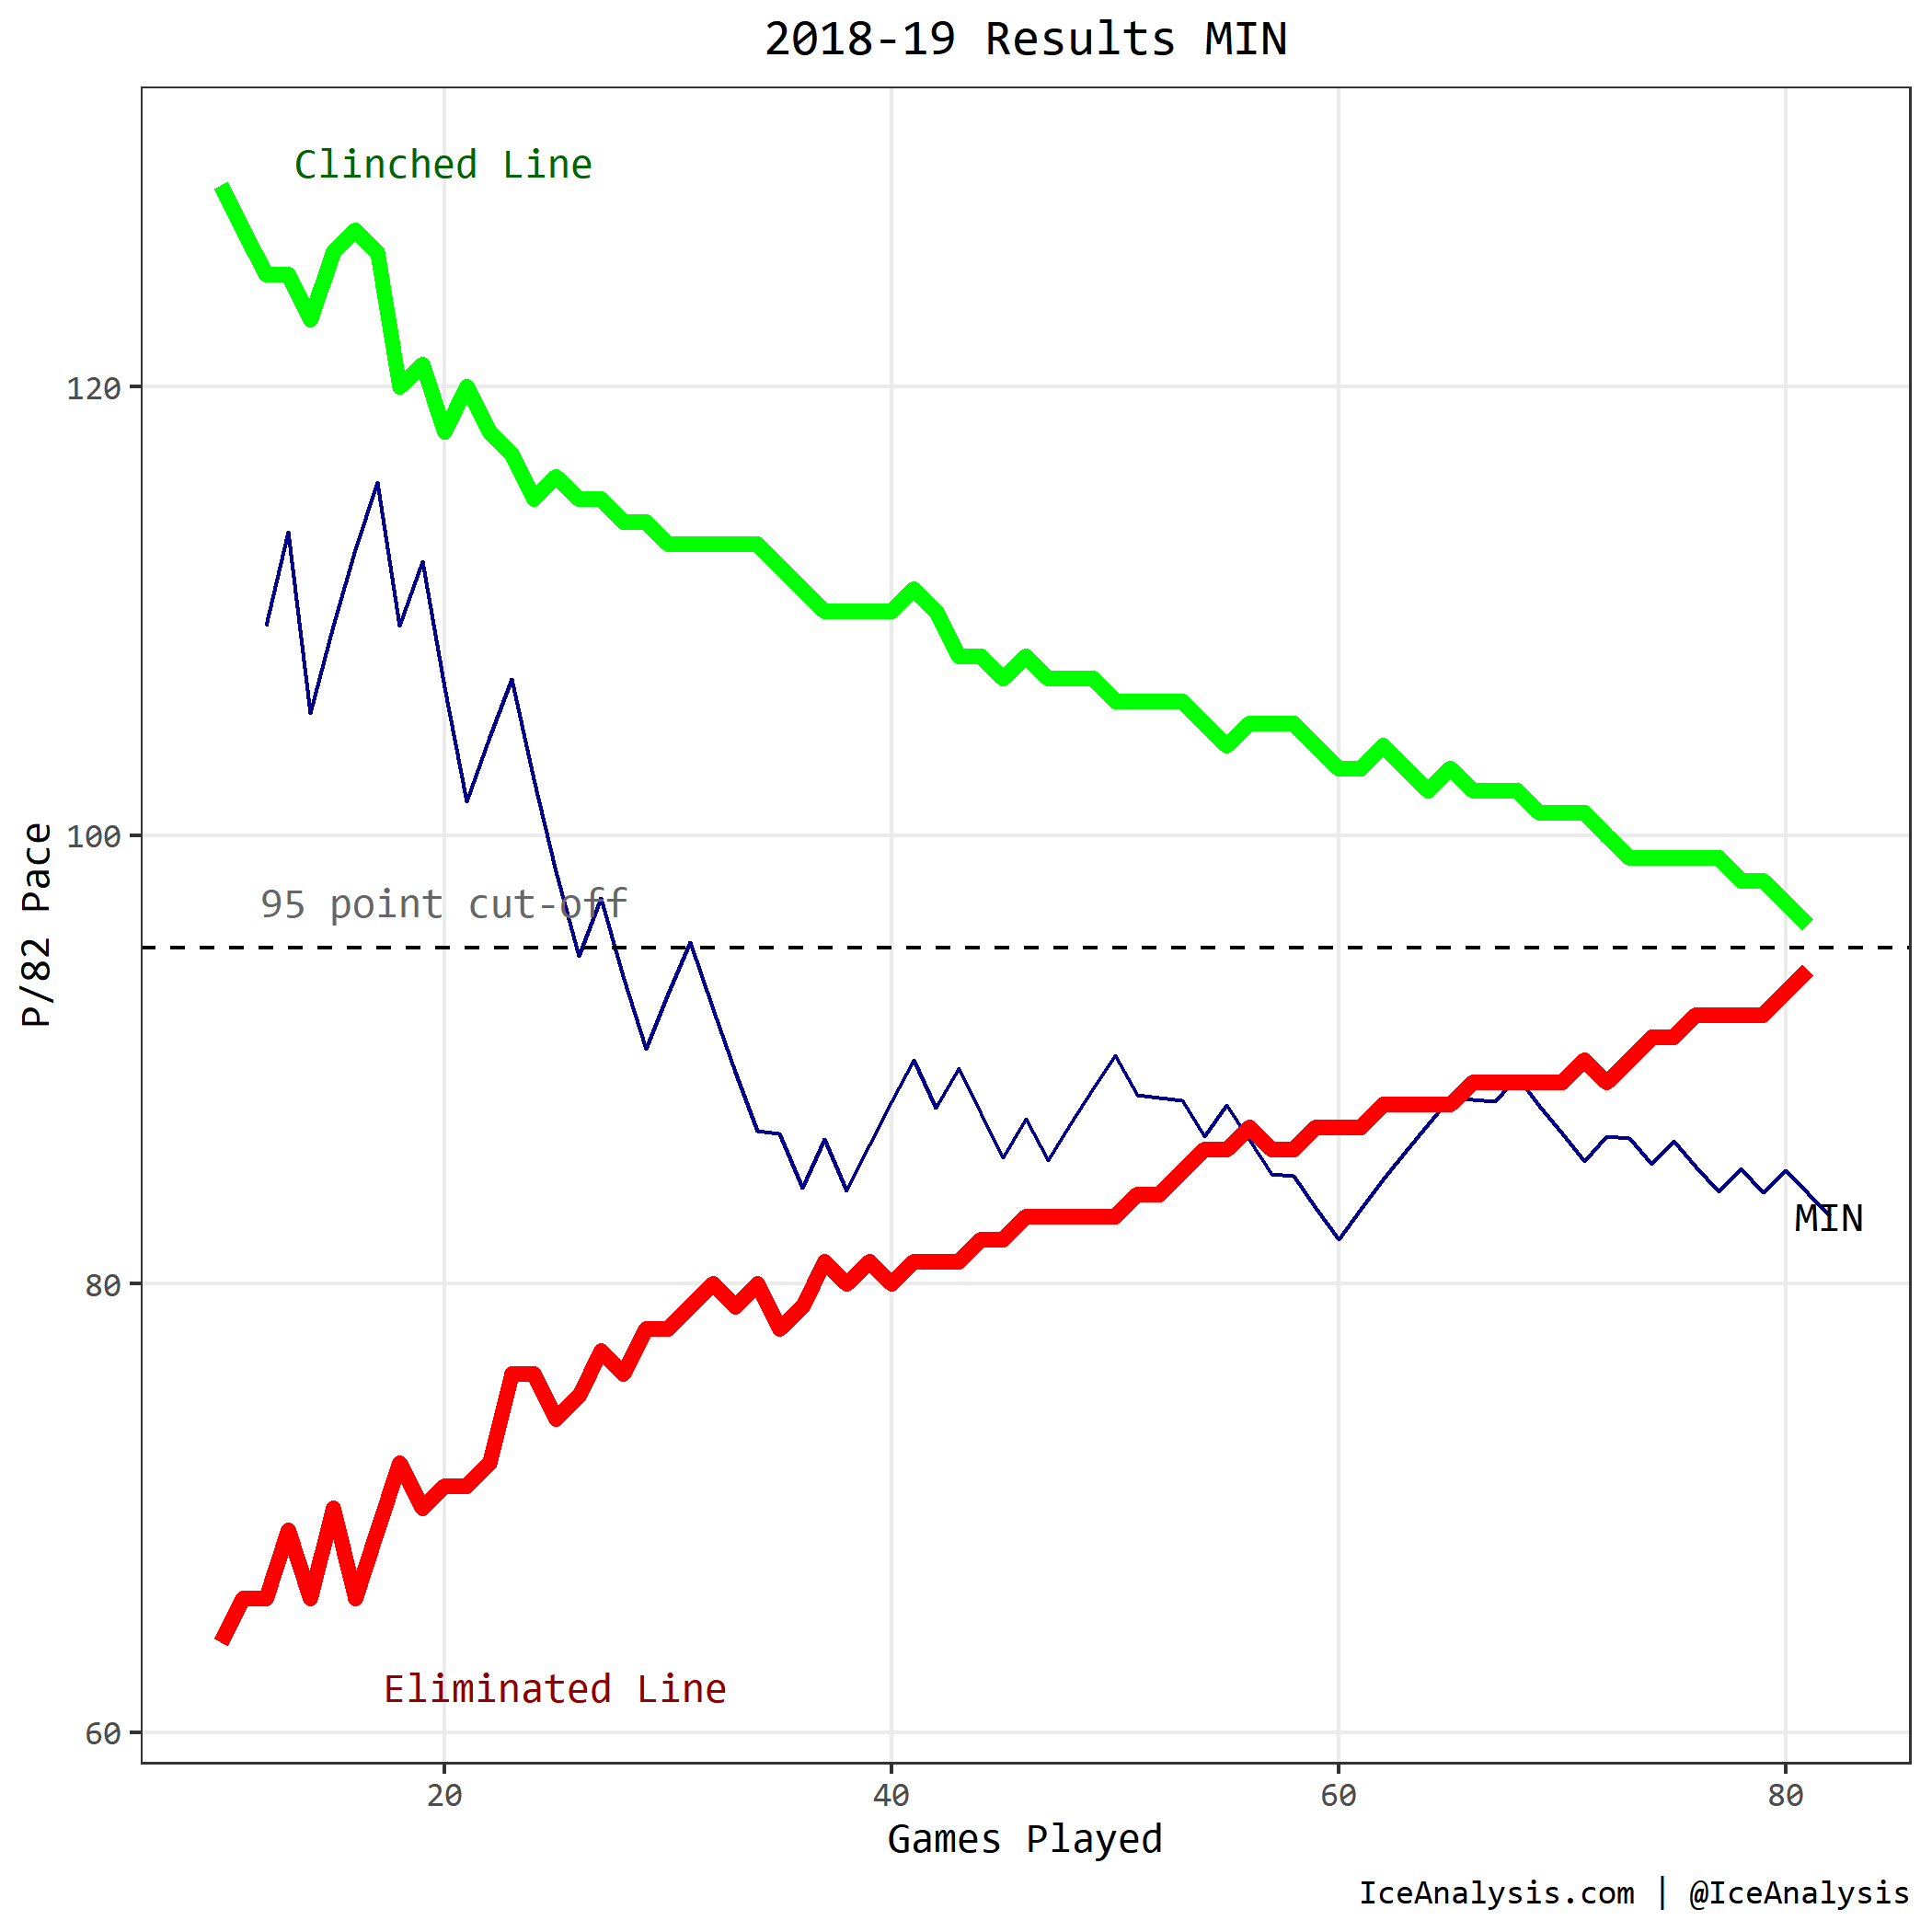 2018-19 Results MIN
Clinched Line
120
100
95 point cut-off
P/82 Pace
MIN
80
Eliminated Line
60
20
40
60
80
Games Played
IceAnalysis.com | @IceAnalysis